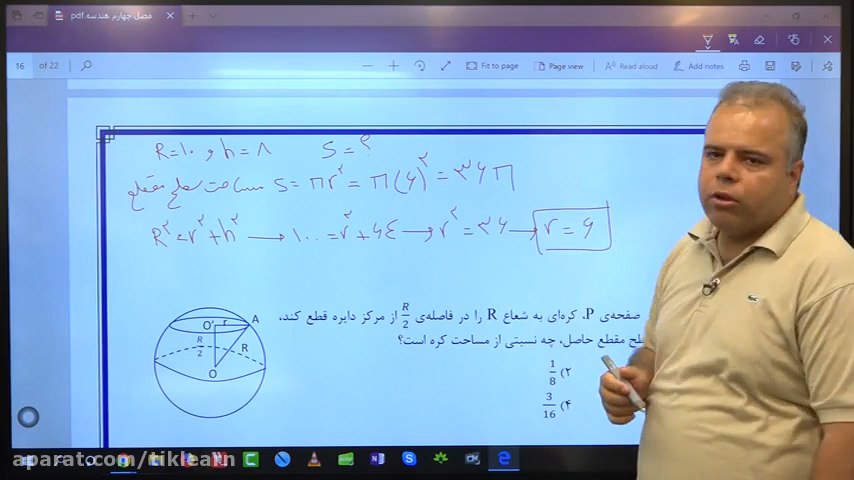 فصل چهارم هندسه.pdf
16 of 22
Fit to page
Page view
Read aloud
Add notes
R=۱۰ و h=۸ S=؟
مساحت سطح مقطع S=πr²=π(۶)²=۳۶π
R²=r²+h² → ۱۰۰=r²+۶۴ → r²=۳۶ → r=۶
صفحه‌ی P، کره‌ای به شعاع R را در فاصله‌ی R/2 از مرکز دایره قطع کند،
سطح مقطع حاصل، چه نسبتی از مساحت کره است؟
۲) 1/8
۴) 3/16
O' r A
R/2 R
O
aparat.com/tiklearn